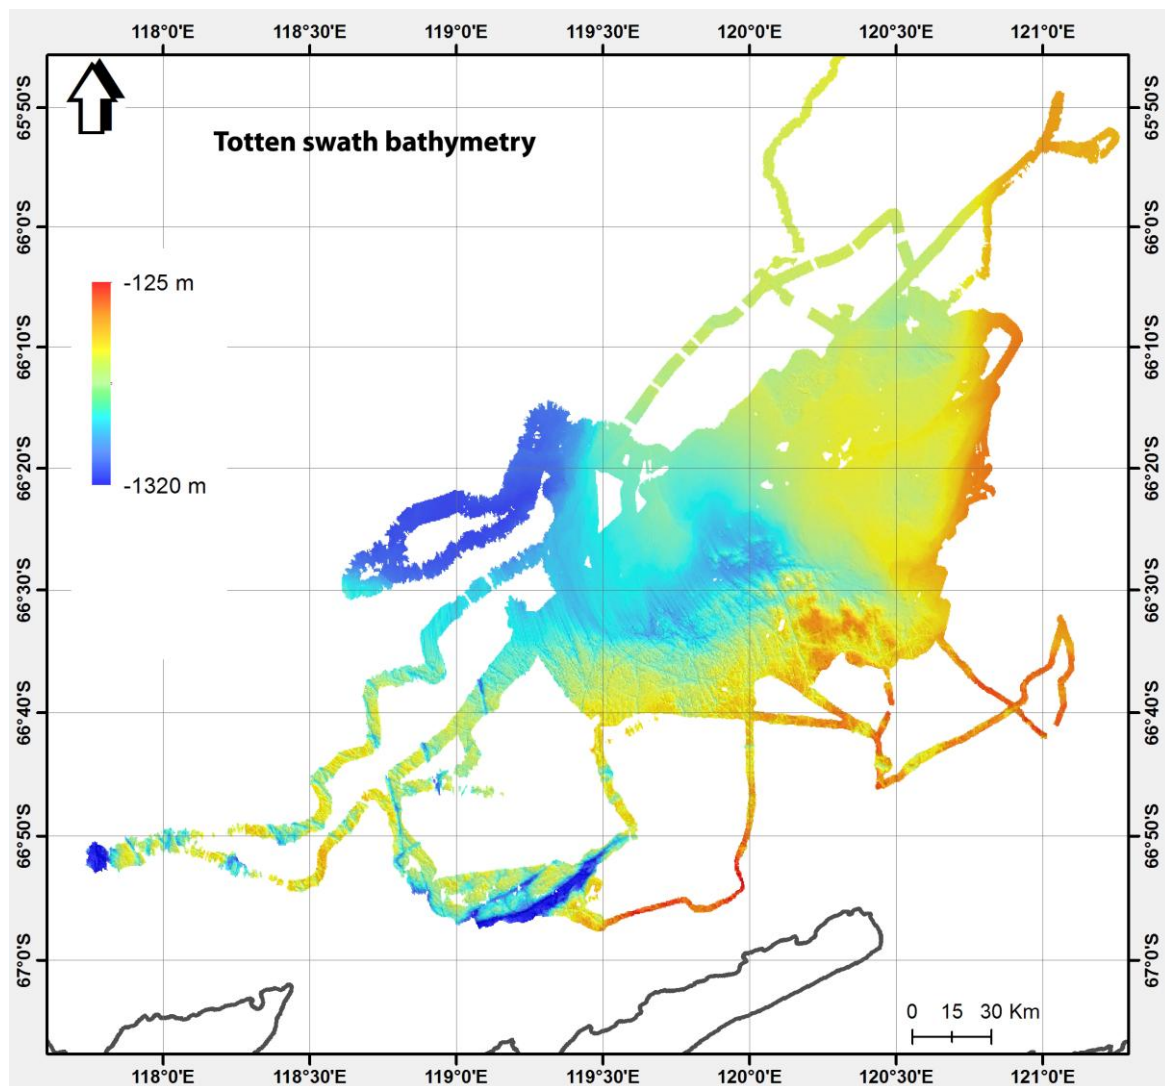 118°0'E 118°30'E 119°0'E 119°30'E 120°0'E 120°30'E 121°0'E
65°50'S 65°50'S
Totten swath bathymetry
66°0'S 66°0'S
-125 m
66°10'S 66°10'S
66°20'S 66°20'S
-1320 m
66°30'S 66°30'S
66°40'S 66°40'S
66°50'S 66°50'S
67°0'S 67°0'S
0 15 30 Km
118°0'E 118°30'E 119°0'E 119°30'E 120°0'E 120°30'E 121°0'E